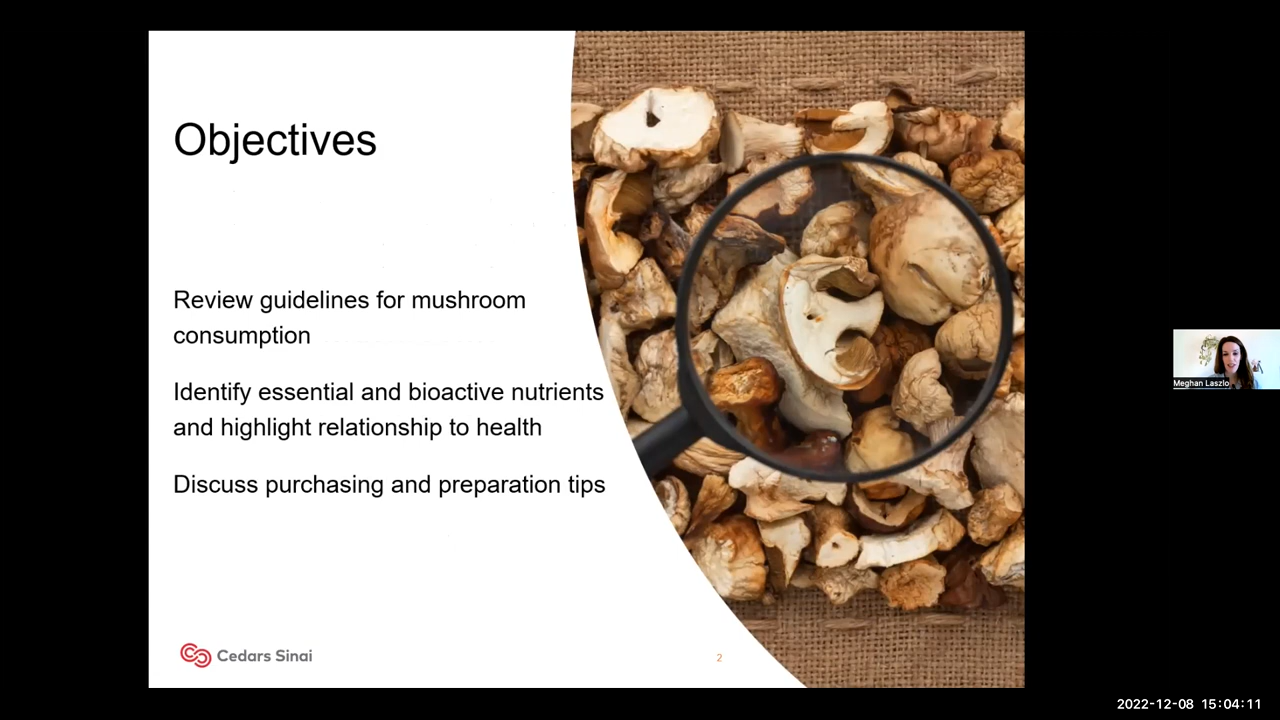 Objectives
Review guidelines for mushroom
consumption
Identify essential and bioactive nutrients
and highlight relationship to health
Discuss purchasing and preparation tips
Cedars Sinai
2
Meghan Laszlo
2022-12-08 15:04:11